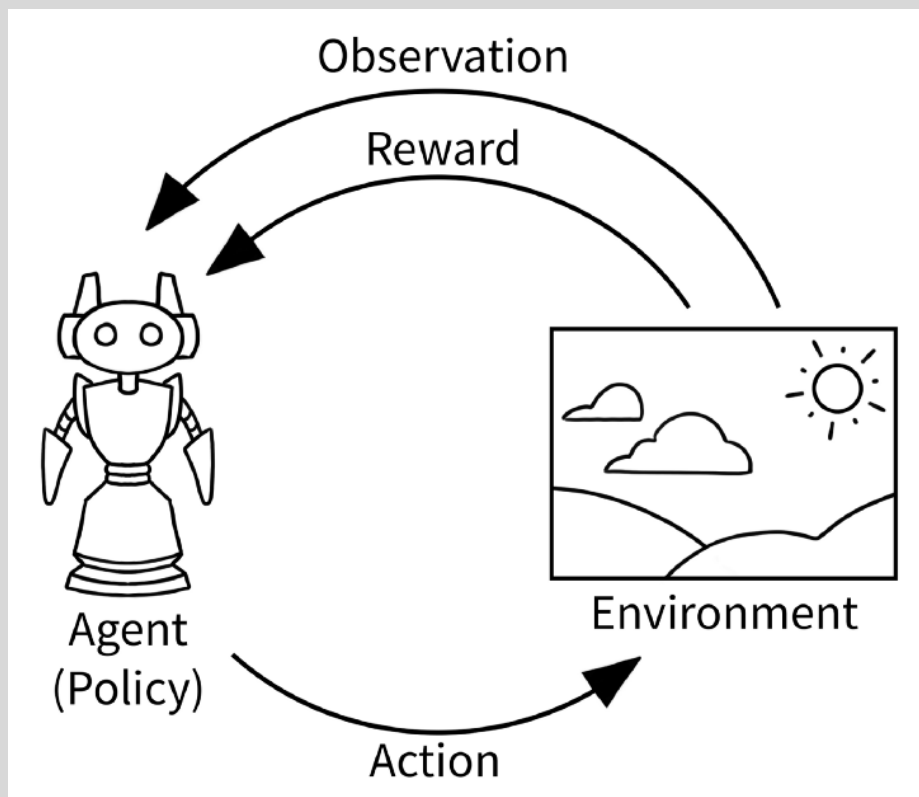 Observation
Reward
Agent
(Policy)
Environment
Action